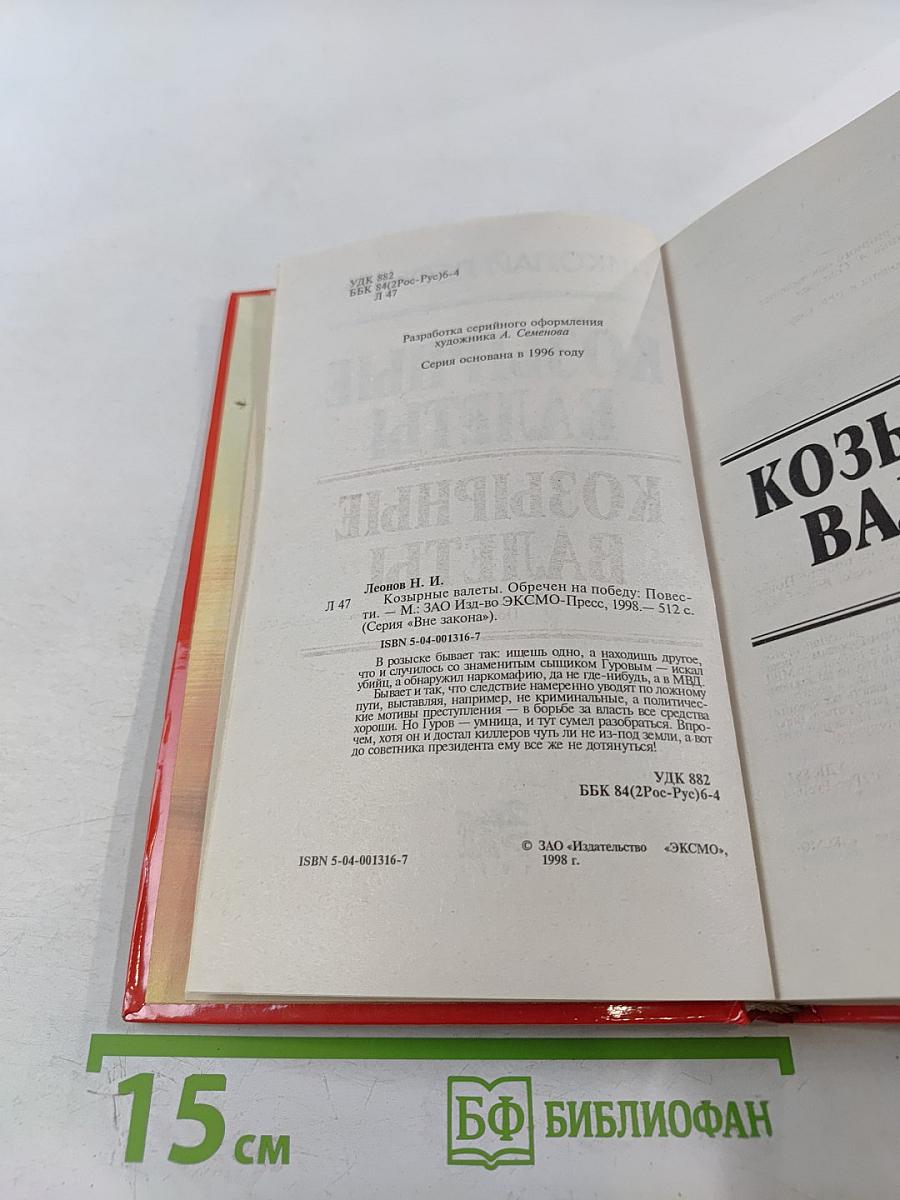 УДК 882
ББК 84(2Рос-Рус)6-4
Л 47
Разработка серийного оформления
художника А. Семенова
Серия основана в 1996 году
Леонов Н. И.
Л 47 Козырные валеты. Обречен на победу: Повес-
ти. — М.: ЗАО Изд-во ЭКСМО-Пресс, 1998.— 512 с.
(Серия «Вне закона»).
ISBN 5-04-001316-7
В розыске бывает так: ищешь одно, а находишь другое,
что и случилось со знаменитым сыщиком Гуровым — искал
убийц, а обнаружил наркомафию, да не где-нибудь, а в МВД.
Бывает и так, что следствие намеренно уводят по ложному
пути, выставляя, например, не криминальные, а политичес-
кие мотивы преступления — в борьбе за власть все средства
хороши. Но Гуров — умница, и тут сумел разобраться. Впро-
чем, хотя он и достал киллеров чуть ли не из-под земли, а вот
до советника президента ему все же не дотянуться!
УДК 882
ББК 84(2Рос-Рус)6-4
ISBN 5-04-001316-7
© ЗАО «Издательство «ЭКСМО»,
1998 г.
КОЗЫ
ВА
15 см
БФ БИБЛИОФАН